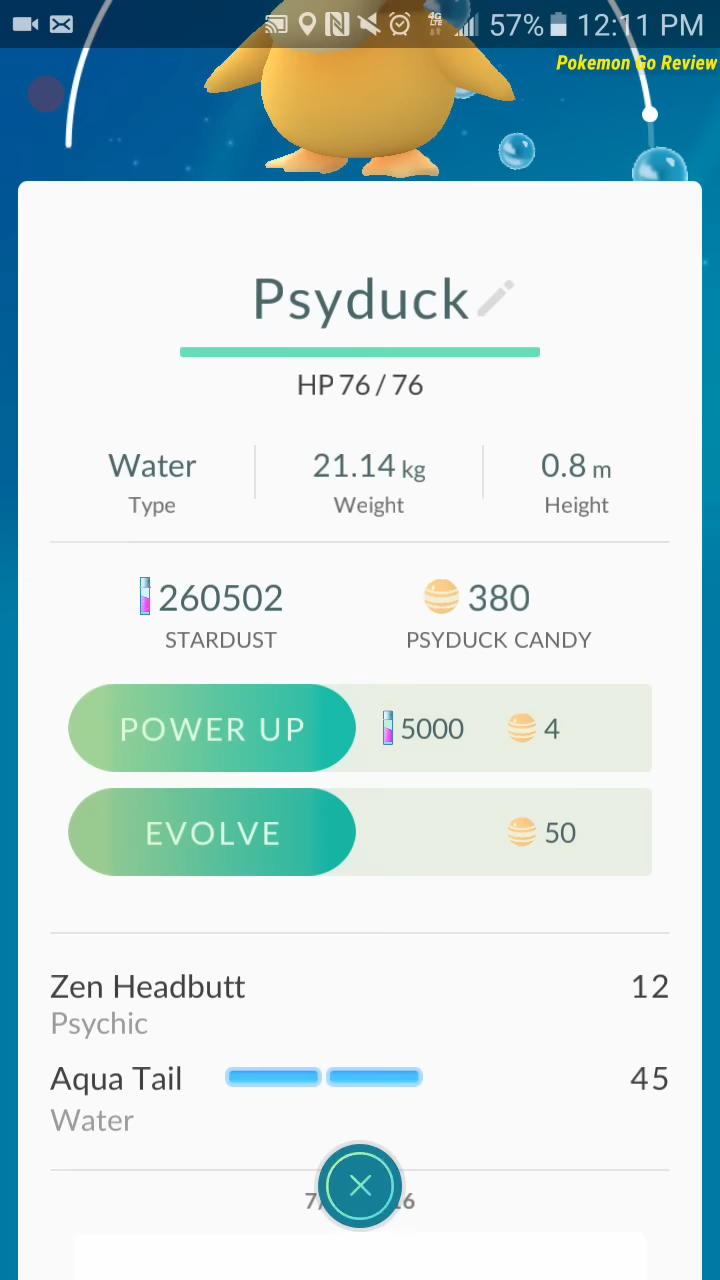 4G LTE 57% 12:11 PM
Pokemon Go Review
Psyduck
HP 76 / 76
Water 21.14 kg 0.8 m
Type Weight Height
260502 380
STARDUST PSYDUCK CANDY
POWER UP 5000 4
EVOLVE 50
Zen Headbutt 12
Psychic
Aqua Tail 45
Water